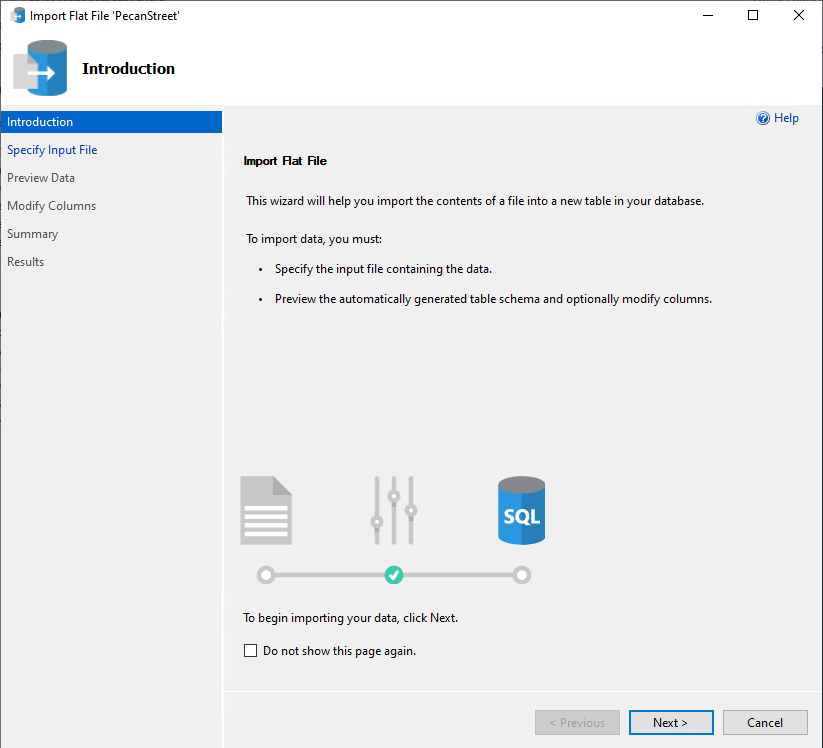 Import Flat File 'PecanStreet'
Introduction
Introduction
Specify Input File
Preview Data
Modify Columns
Summary
Results
Help
Import Flat File
This wizard will help you import the contents of a file into a new table in your database.
To import data, you must:
• Specify the input file containing the data.
• Preview the automatically generated table schema and optionally modify columns.
SQL
To begin importing your data, click Next.
Do not show this page again.
< Previous
Next >
Cancel